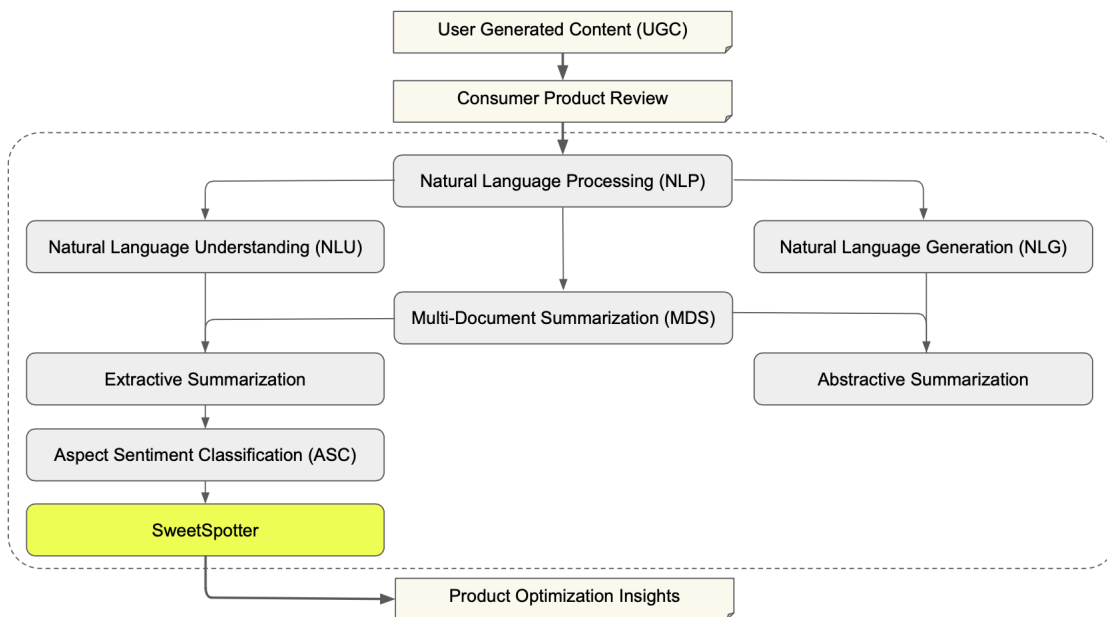 User Generated Content (UGC)
Consumer Product Review
Natural Language Processing (NLP)
Natural Language Understanding (NLU)
Natural Language Generation (NLG)
Multi-Document Summarization (MDS)
Extractive Summarization
Abstractive Summarization
Aspect Sentiment Classification (ASC)
SweetSpotter
Product Optimization Insights